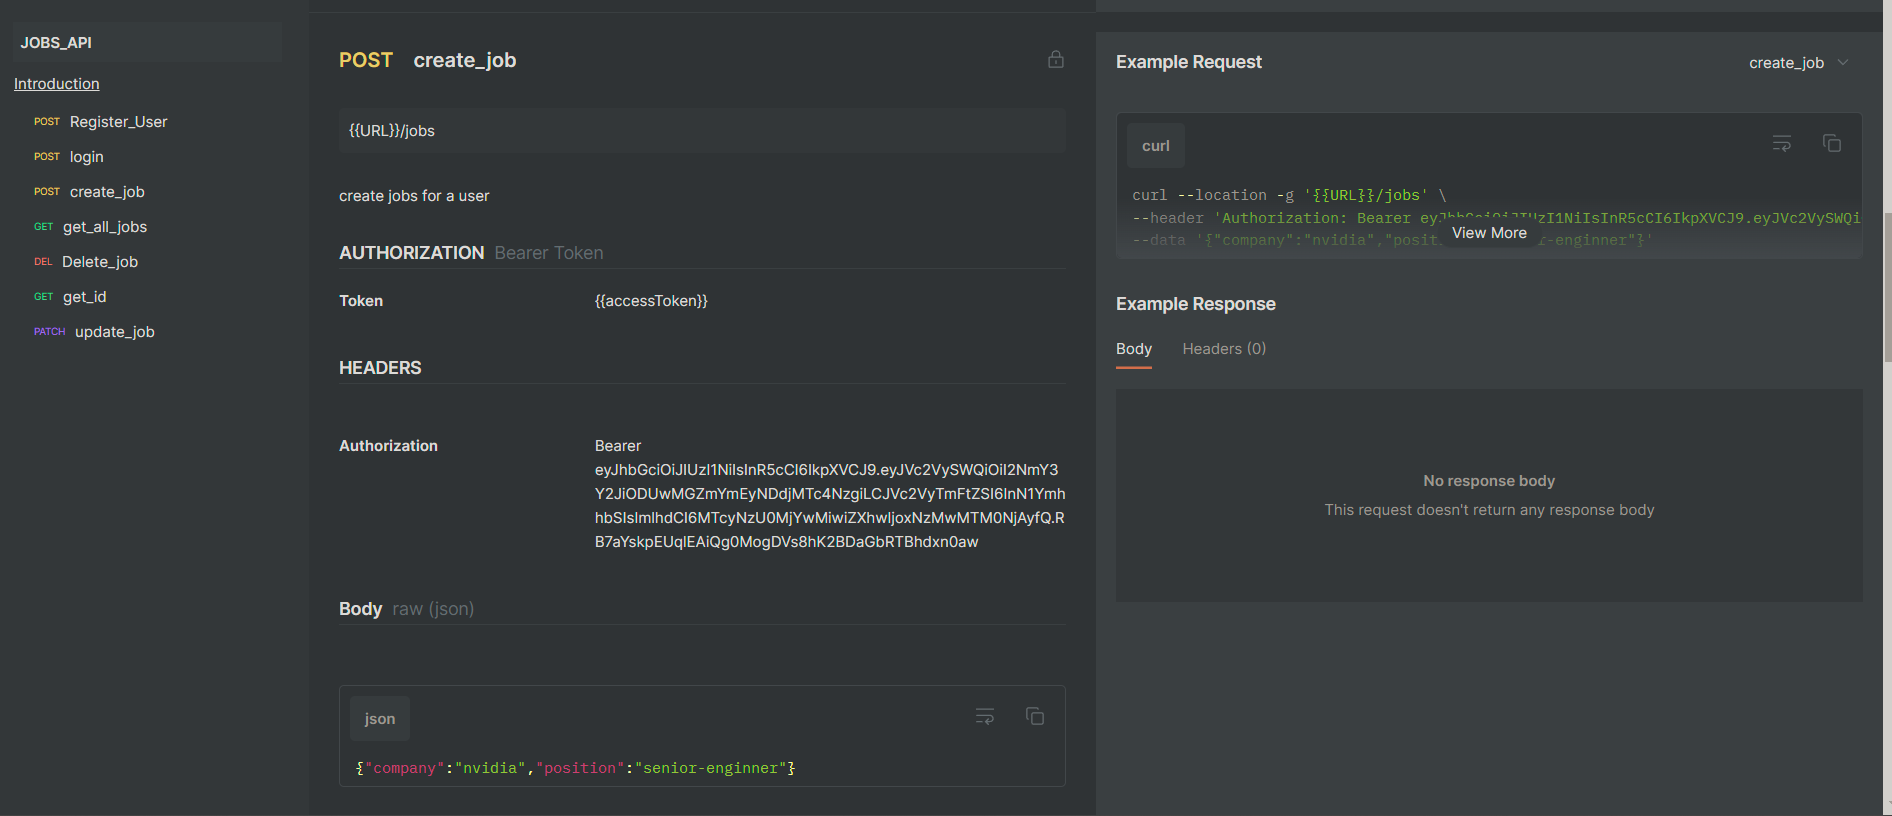 JOBS_API
Introduction
POST Register_User
POST login
POST create_job
GET get_all_jobs
DEL Delete_job
GET get_id
PATCH update_job
POST create_job
{{URL}}/jobs
create jobs for a user
AUTHORIZATION Bearer Token
Token {{accessToken}}
HEADERS
Authorization Bearer
eyJhbGciOiJIUzI1NiIsInR5cCI6IkpXVCJ9.eyJVc2VySWQiOiI2NmY3
Y2JiODUwMGZmYmEyNDdjMTc4NzgiLCJVc2VyTmFtZSI6InN1Ymh
hbSIsImlhdCI6MTcyNzU0MjYwMiwiZXhwIjoxNzMwMTM0NjAyfQ.R
B7aYskpEUqlEAiQg0MogDVs8hK2BDaGbRTBhdxn0aw
Body raw (json)
json
{"company":"nvidia","position":"senior-enginner"}
Example Request
create_job
curl
curl --location -g '{{URL}}/jobs' \
--header 'Authorization: Bearer eyJhbGciOiJIUzI1NiIsInR5cCI6IkpXVCJ9.eyJVc2VySWQi
--data '{"company":"nvidia","posit r-enginner"}'
View More
Example Response
Body Headers (0)
No response body
This request doesn't return any response body